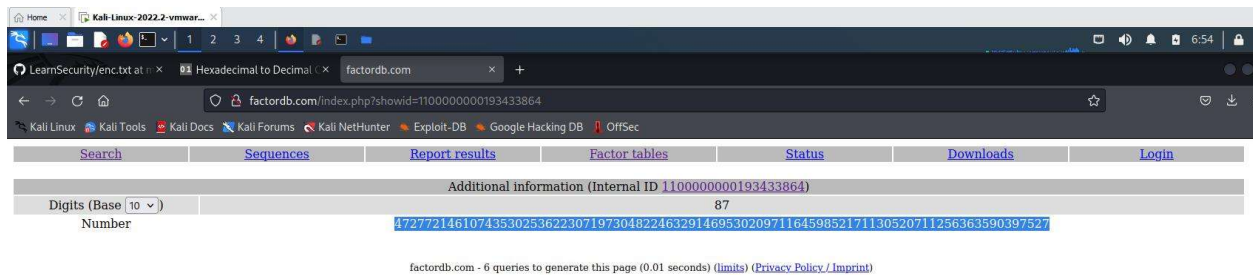 Home Kali-Linux-2022.2-vmwar...
1 2 3 4 6:54
LearnSecurity/enc.txt at m Hexadecimal to Decimal C factordb.com
factordb.com/index.php?showid=1100000000193433864
Kali Linux Kali Tools Kali Docs Kali Forums Kali NetHunter Exploit-DB Google Hacking DB OffSec
Search Sequences Report results Factor tables Status Downloads Login
Additional information (Internal ID 1100000000193433864)
Digits (Base 10) 87
Number 472772146107435302536223071973048224632914695302097116459852171130520711256363590397527
factordb.com - 6 queries to generate this page (0.01 seconds) (limits) (Privacy Policy / Imprint)